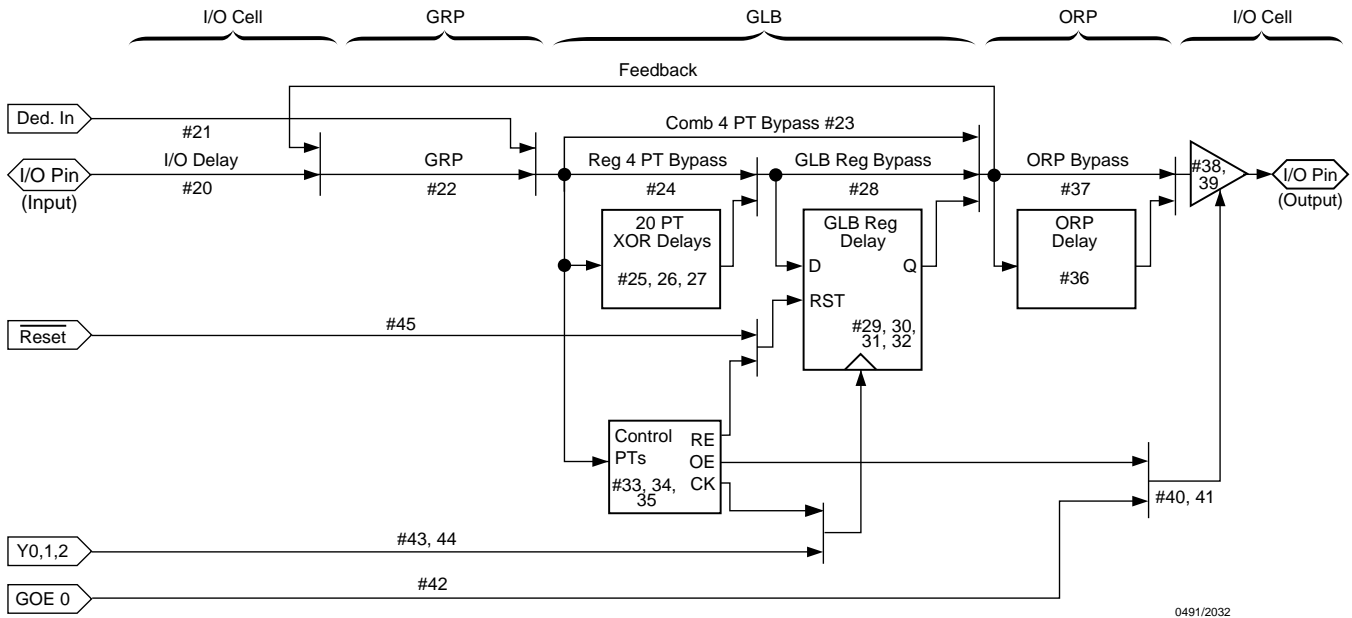 I/O Cell
GRP
GLB
ORP
I/O Cell
Feedback
Ded. In
#21
Comb 4 PT Bypass #23
I/O Pin
(Input)
I/O Delay
#20
GRP
#22
Reg 4 PT Bypass
#24
GLB Reg Bypass
#28
ORP Bypass
#37
#38,
39
I/O Pin
(Output)
20 PT
XOR Delays
#25, 26, 27
GLB Reg
Delay
D
Q
RST
#29, 30,
31, 32
ORP
Delay
#36
Reset
#45
Control
PTs
RE
OE
CK
#33, 34,
35
#40, 41
Y0,1,2
#43, 44
GOE 0
#42
0491/2032